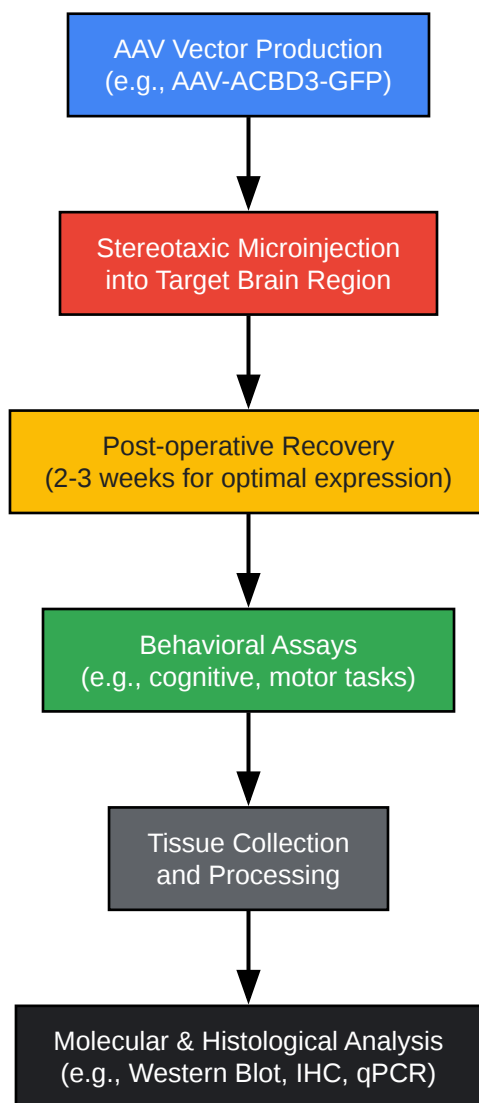 AAV Vector Production
(e.g., AAV-ACBD3-GFP)
Stereotaxic Microinjection
into Target Brain Region
Post-operative Recovery
(2-3 weeks for optimal expression)
Behavioral Assays
(e.g., cognitive, motor tasks)
Tissue Collection
and Processing
Molecular & Histological Analysis
(e.g., Western Blot, IHC, qPCR)